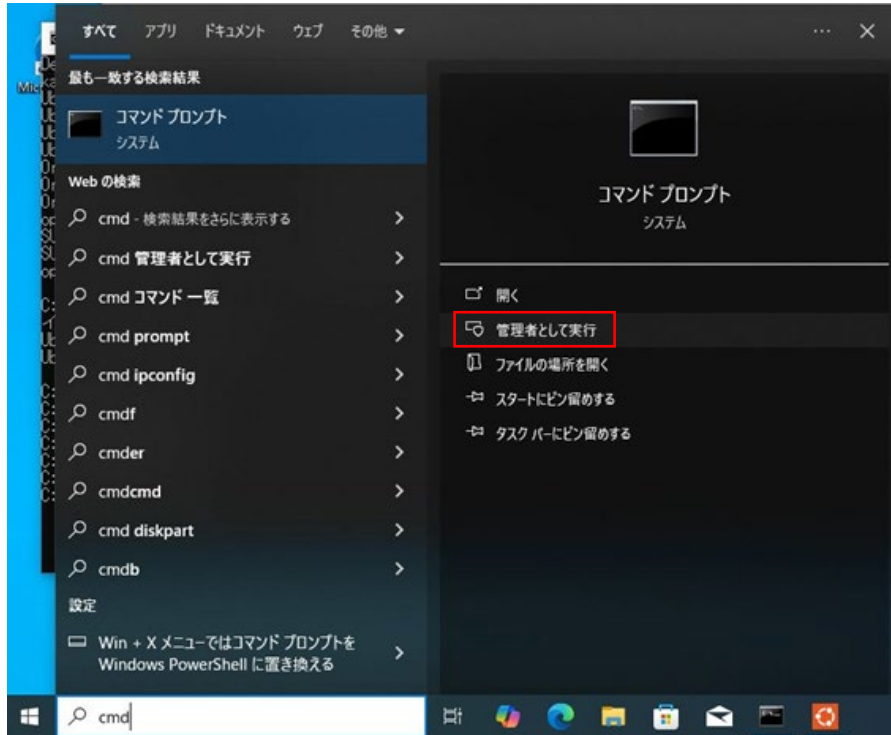 すべて アプリ ドキュメント ウェブ その他
最も一致する検索結果
コマンド プロンプト
システム
Web の検索
cmd - 検索結果をさらに表示する
cmd 管理者として実行
cmd コマンド 一覧
cmd prompt
cmd ipconfig
cmdf
cmder
cmdcmd
cmd diskpart
cmdb
設定
Win + X メニューではコマンド プロンプトを
Windows PowerShell に置き換える
コマンド プロンプト
システム
開く
管理者として実行
ファイルの場所を開く
スタートにピン留めする
タスク バーにピン留めする
cmd